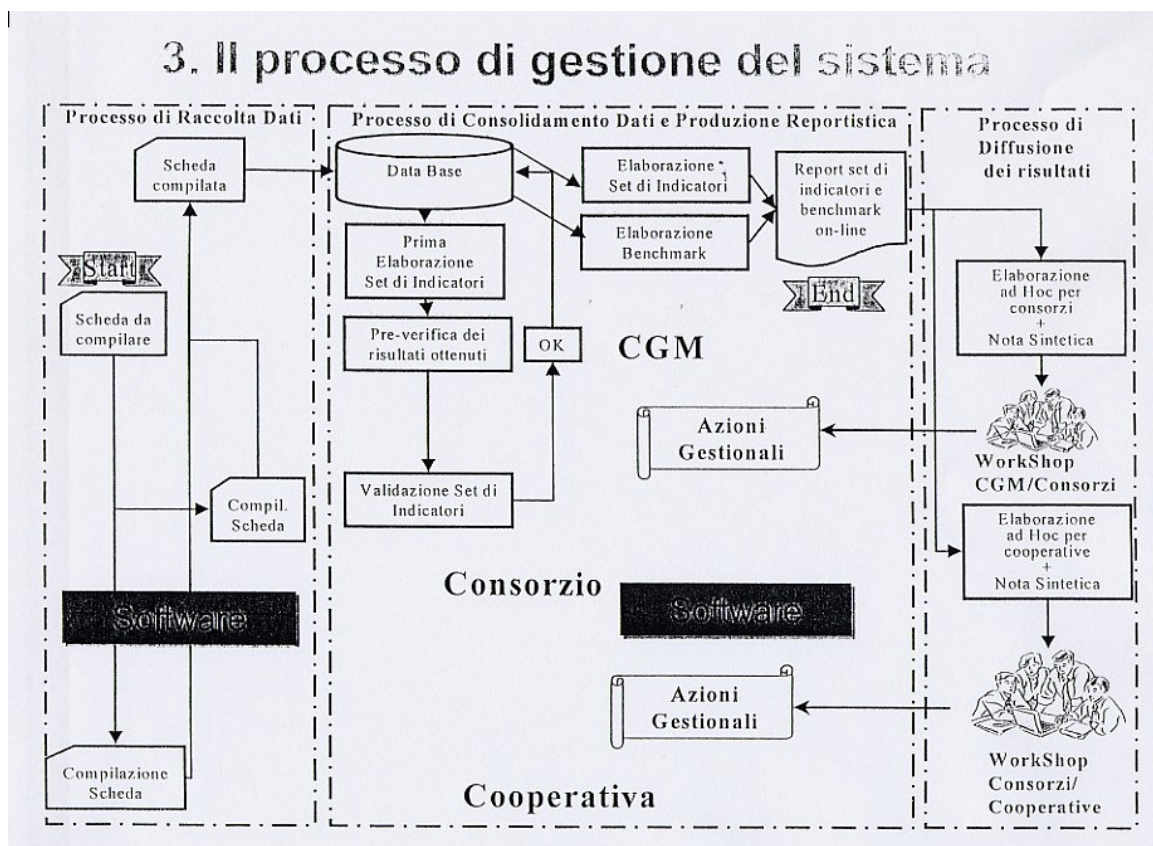 3. Il processo di gestione del sistema
Processo di Raccolta Dati
Scheda
compilata
Start
Scheda da
compilare
Compil.
Scheda
Software
Compilazione
Scheda
Processo di Consolidamento Dati e Produzione Reportistica
Data Base
Elaborazione
Set di Indicatori
Elaborazione
Benchmark
Report set di
indicatori e
benchmark
on-line
End
Prima
Elaborazione
Set di Indicatori
Pre-verifica dei
risultati ottenuti
OK
CGM
Azioni
Gestionali
Validazione Set di
Indicatori
Consorzio
Software
Azioni
Gestionali
Cooperativa
Processo di
Diffusione
dei risultati
Elaborazione
ad Hoc per
consorzi
+
Nota Sintetica
WorkShop
CGM/Consorzi
Elaborazione
ad Hoc per
cooperative
+
Nota Sintetica
WorkShop
Consorzi/
Cooperative